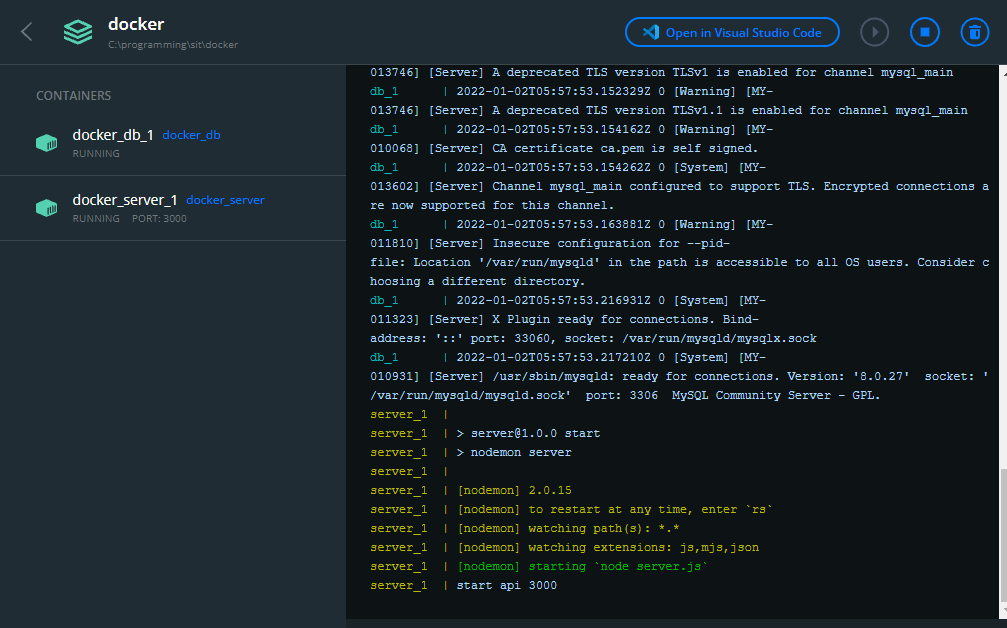 docker
C:\programming\sit\docker
Open in Visual Studio Code
CONTAINERS
docker_db_1 docker_db
RUNNING
docker_server_1 docker_server
RUNNING PORT: 3000
013746] [Server] A deprecated TLS version TLSv1 is enabled for channel mysql_main
db_1 | 2022-01-02T05:57:53.152329Z 0 [Warning] [MY-
013746] [Server] A deprecated TLS version TLSv1.1 is enabled for channel mysql_main
db_1 | 2022-01-02T05:57:53.154162Z 0 [Warning] [MY-
010068] [Server] CA certificate ca.pem is self signed.
db_1 | 2022-01-02T05:57:53.154262Z 0 [System] [MY-
013602] [Server] Channel mysql_main configured to support TLS. Encrypted connections a
re now supported for this channel.
db_1 | 2022-01-02T05:57:53.163881Z 0 [Warning] [MY-
011810] [Server] Insecure configuration for --pid-
file: Location '/var/run/mysqld' in the path is accessible to all OS users. Consider c
hoosing a different directory.
db_1 | 2022-01-02T05:57:53.216931Z 0 [System] [MY-
011323] [Server] X Plugin ready for connections. Bind-
address: '::' port: 33060, socket: /var/run/mysqld/mysqlx.sock
db_1 | 2022-01-02T05:57:53.217210Z 0 [System] [MY-
010931] [Server] /usr/sbin/mysqld: ready for connections. Version: '8.0.27'  socket: '
/var/run/mysqld/mysqld.sock'  port: 3306  MySQL Community Server - GPL.
server_1 |
server_1 | > server@1.0.0 start
server_1 | > nodemon server
server_1 |
server_1 | [nodemon] 2.0.15
server_1 | [nodemon] to restart at any time, enter `rs`
server_1 | [nodemon] watching path(s): *.*
server_1 | [nodemon] watching extensions: js,mjs,json
server_1 | [nodemon] starting `node server.js`
server_1 | start api 3000